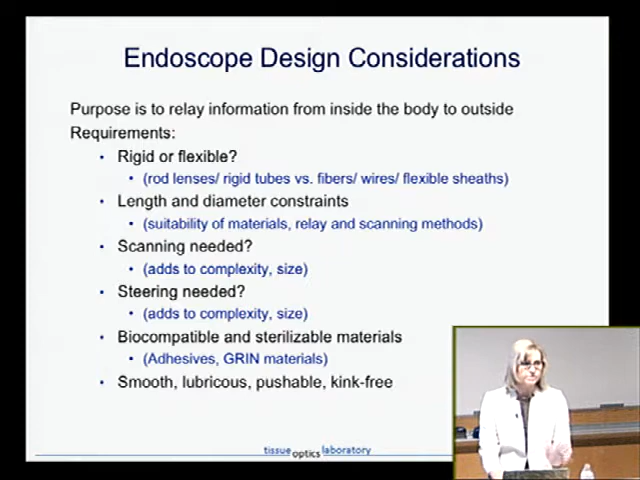 Endoscope Design Considerations
Purpose is to relay information from inside the body to outside
Requirements:
• Rigid or flexible?
• (rod lenses/ rigid tubes vs. fibers/ wires/ flexible sheaths)
• Length and diameter constraints
• (suitability of materials, relay and scanning methods)
• Scanning needed?
• (adds to complexity, size)
• Steering needed?
• (adds to complexity, size)
• Biocompatible and sterilizable materials
• (Adhesives, GRIN materials)
• Smooth, lubricous, pushable, kink-free
tissue optics laboratory